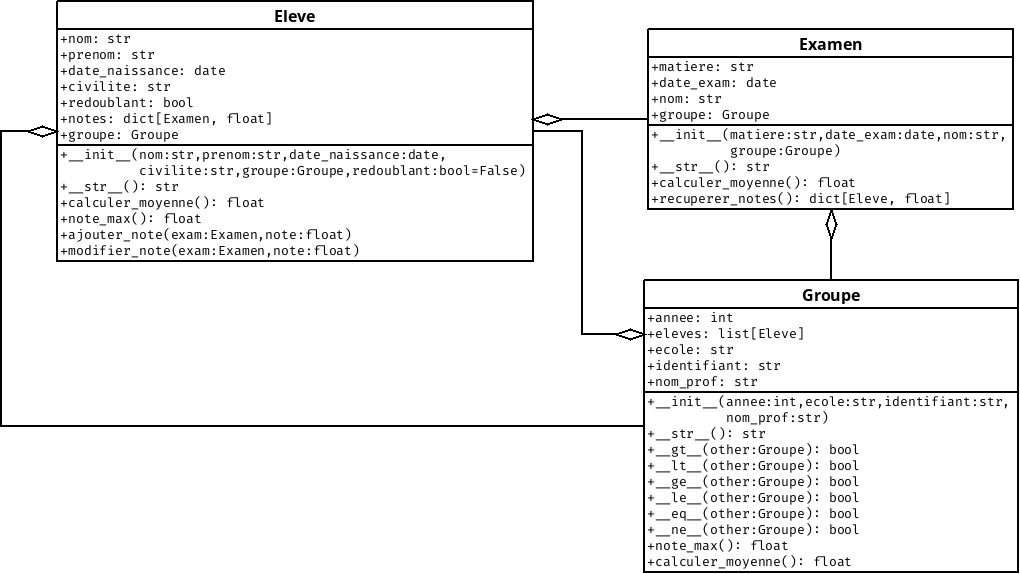 Eleve
+nom: str
+prenom: str
+date_naissance: date
+civilite: str
+redoublant: bool
+notes: dict[Examen, float]
+groupe: Groupe
+__init__(nom:str,prenom:str,date_naissance:date,
civilite:str,groupe:Groupe,redoublant:bool=False)
+__str__(): str
+calculer_moyenne(): float
+note_max(): float
+ajouter_note(exam:Examen,note:float)
+modifier_note(exam:Examen,note:float)
Examen
+matiere: str
+date_exam: date
+nom: str
+groupe: Groupe
+__init__(matiere:str,date_exam:date,nom:str,
groupe:Groupe)
+__str__(): str
+calculer_moyenne(): float
+recuperer_notes(): dict[Eleve, float]
Groupe
+annee: int
+eleves: list[Eleve]
+ecole: str
+identifiant: str
+nom_prof: str
+__init__(annee:int,ecole:str,identifiant:str,
nom_prof:str)
+__str__(): str
+__gt__(other:Groupe): bool
+__lt__(other:Groupe): bool
+__ge__(other:Groupe): bool
+__le__(other:Groupe): bool
+__eq__(other:Groupe): bool
+__ne__(other:Groupe): bool
+note_max(): float
+calculer_moyenne(): float